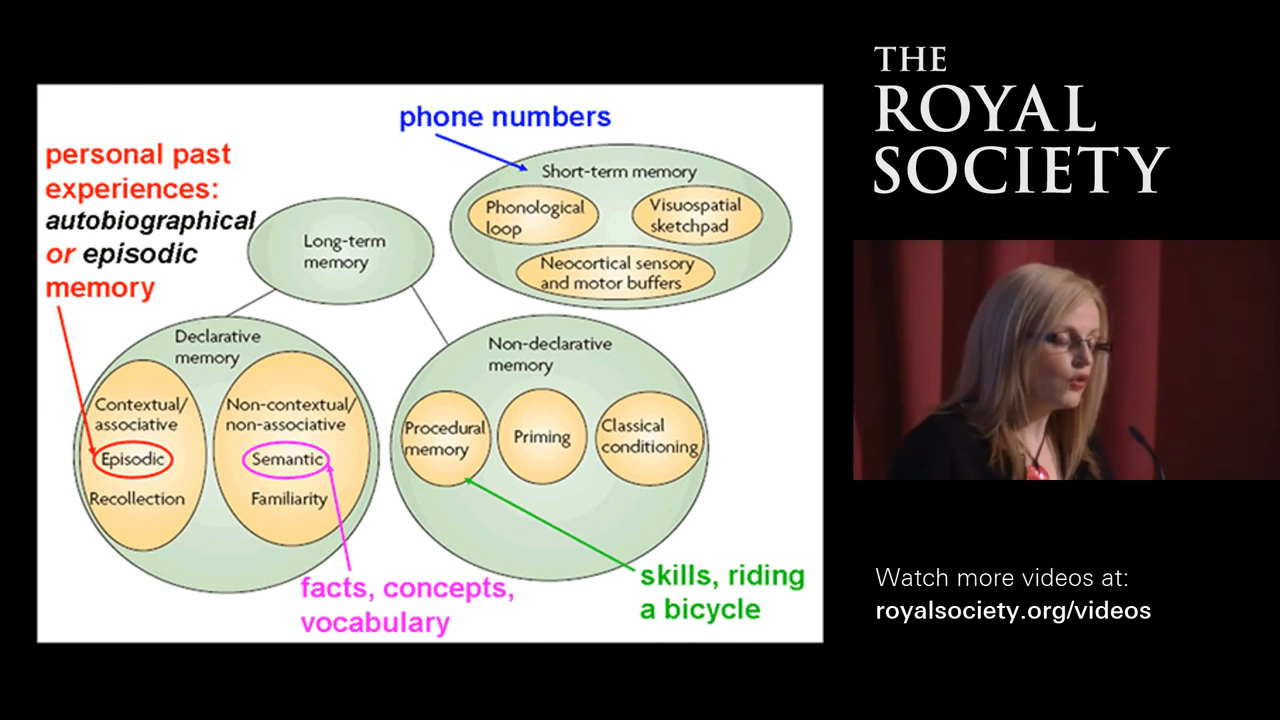 phone numbers
personal past
experiences:
autobiographical
or episodic
memory
Short-term memory
Phonological
loop
Visuospatial
sketchpad
Neocortical sensory
and motor buffers
Long-term
memory
Declarative
memory
Contextual/
associative
Episodic
Recollection
Non-contextual/
non-associative
Semantic
Familiarity
Non-declarative
memory
Procedural
memory
Priming
Classical
conditioning
facts, concepts,
vocabulary
skills, riding
a bicycle
THE
ROYAL
SOCIETY
Watch more videos at:
royalsociety.org/videos